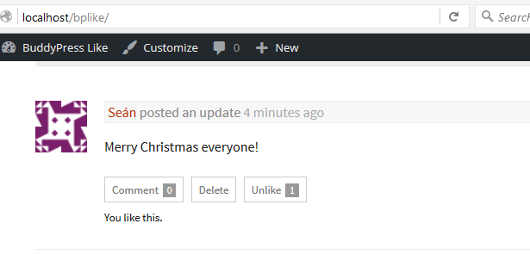 localhost/bplike/
Search
BuddyPress Like Customize 0 New
Seán posted an update 4 minutes ago
Merry Christmas everyone!
Comment 0 Delete Unlike 1
You like this.